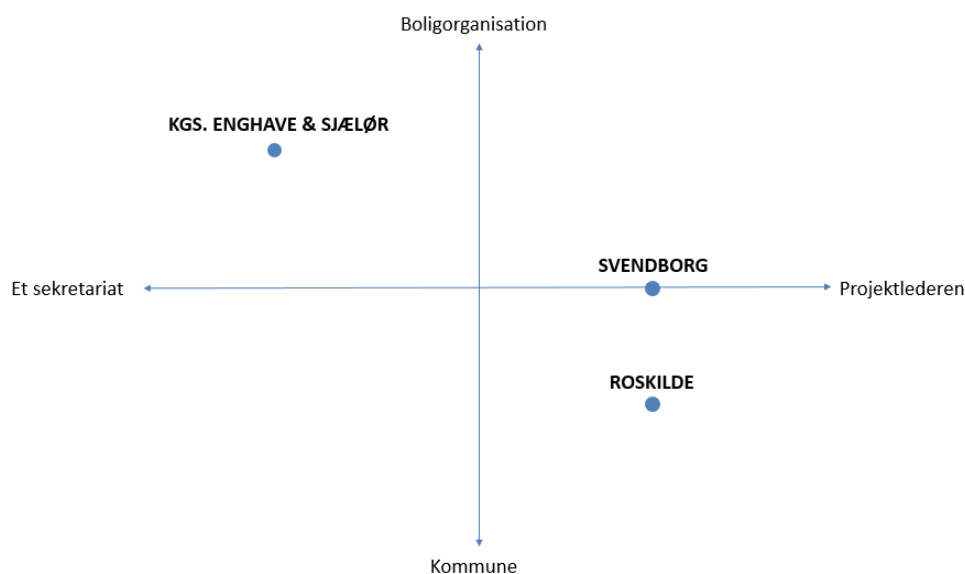 Boligorganisation
KGS. ENGHAVE & SJÆLØR
SVENDBORG
Et sekretariat
Projektlederen
ROSKILDE
Kommune